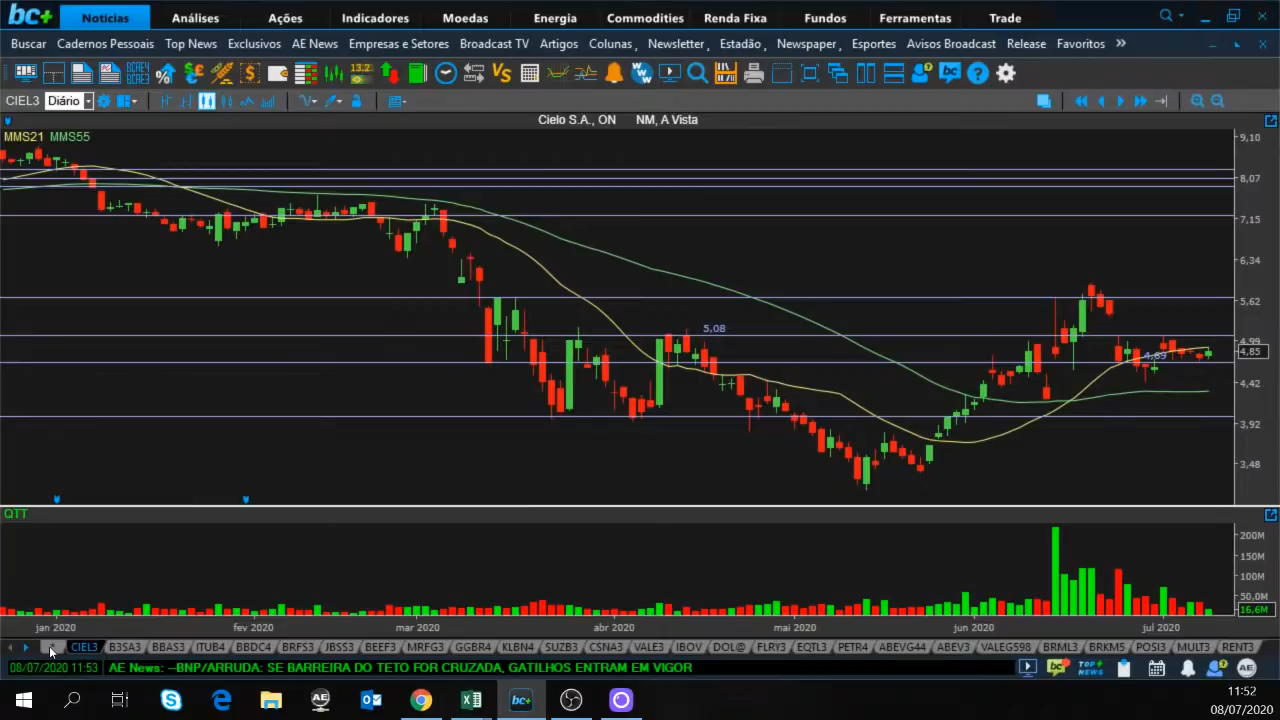 bc+ Notícias Análises Ações Indicadores Moedas Energia Commodities Renda Fixa Fundos Ferramentas Trade
Buscar Cadernos Pessoais Top News Exclusivos AE News Empresas e Setores Broadcast TV Artigos Colunas Newsletter Estadão Newspaper Esportes Avisos Broadcast Release Favoritos
CIEL3 Diário
Cielo S.A., ON NM, A Vista
MMS21 MMS55
9,10
8,07
7,15
6,34
5,62
5,08
4,99
4,85
4,69
4,42
3,92
3,48
QTT
200M
150M
100M
50,0M
16,6M
jan 2020 fev 2020 mar 2020 abr 2020 mai 2020 jun 2020 jul 2020
CIEL3 B3SA3 BBAS3 ITUB4 BBDC4 BRFS3 JBSS3 BEEF3 MRFG3 GGBR4 KLBN4 SUZB3 CSNA3 VALE3 IBOV DOL@ FLRY3 EQTL3 PETR4 ABEVG44 ABEV3 VALEG598 BRML3 BRKM5 POSI3 MULT3 RENT3
08/07/2020 11:53 AE News: --BNP/ARRUDA: SE BARREIRA DO TETO FOR CRUZADA, GATILHOS ENTRAM EM VIGOR
11:52
08/07/2020